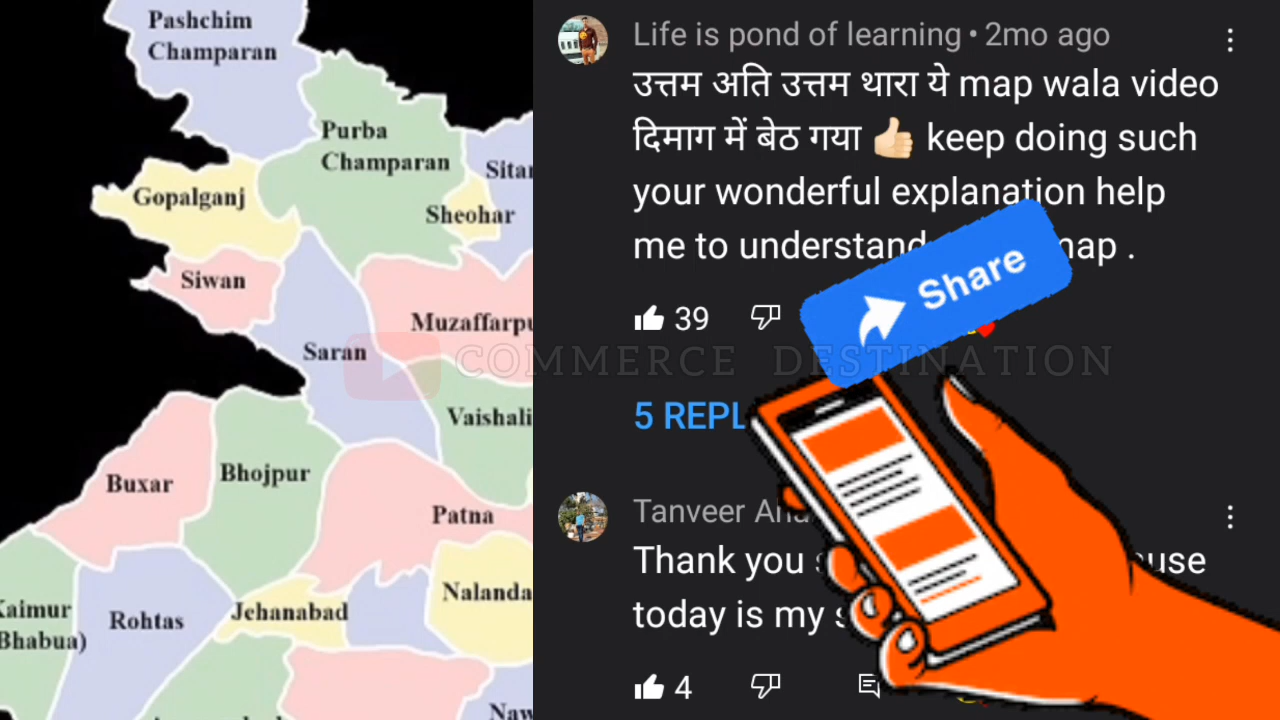 Pashchim
Champaran
Purba
Champaran
Gopalganj
Sheohar
Siwan
Saran
Buxar
Bhojpur
Patna
Rohtas
Jehanabad
Nalanda
Vaishali
Bhabua)
Life is pond of learning • 2mo ago
उत्तम अति उत्तम थारा ये map wala video
दिमाग में बेठ गया 👍🏻 keep doing such
your wonderful explanation help
me to understand map .
39
Share
COMMERCE DESTINATION
5
Tanveer
Thank you
today is my
4